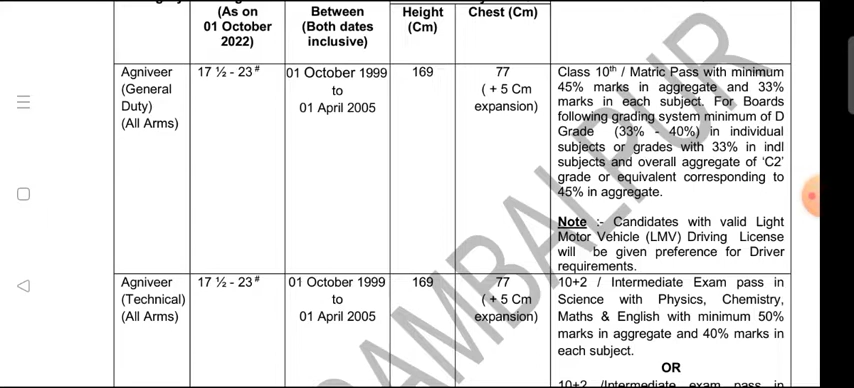 (As on
01 October
2022)
Between
(Both dates
inclusive)
Height
(Cm)
Chest (Cm)
Agniveer
(General
Duty)
(All Arms)
17 ½ - 23 #
01 October 1999
to
01 April 2005
169
77
( + 5 Cm
expansion)
Class 10th / Matric Pass with minimum
45% marks in aggregate and 33%
marks in each subject. For Boards
following grading system minimum of D
Grade (33% - 40%) in individual
subjects or grades with 33% in indl
subjects and overall aggregate of ‘C2’
grade or equivalent corresponding to
45% in aggregate.
Note :- Candidates with valid Light
Motor Vehicle (LMV) Driving License
will be given preference for Driver
requirements.
Agniveer
(Technical)
(All Arms)
17 ½ - 23 #
01 October 1999
to
01 April 2005
169
77
( + 5 Cm
expansion)
10+2 / Intermediate Exam pass in
Science with Physics, Chemistry,
Maths & English with minimum 50%
marks in aggregate and 40% marks in
each subject.
OR
10+2 /Intermediate exam pass in
SAMBALPUR